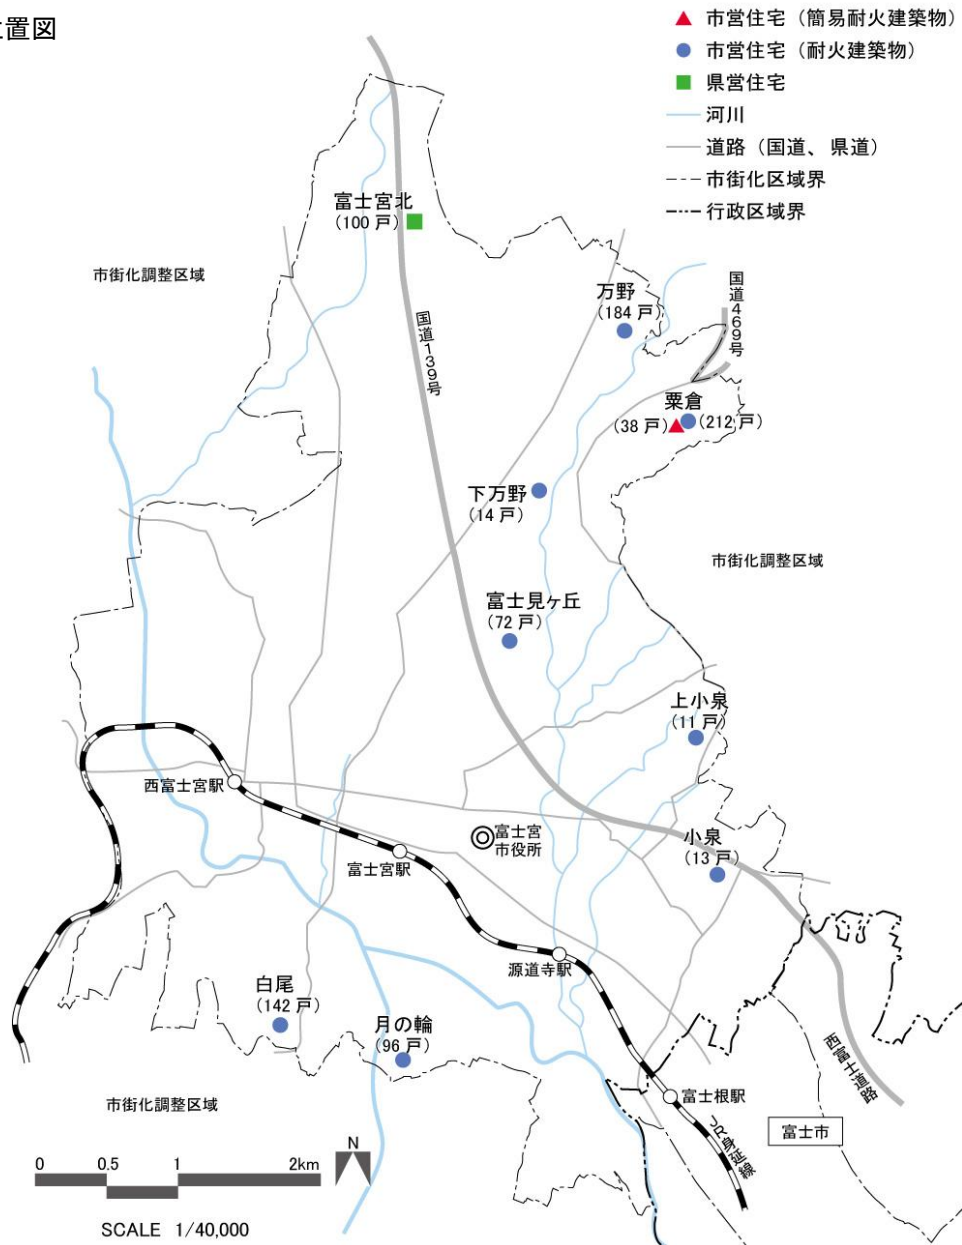 置図
市営住宅（簡易耐火建築物）
市営住宅（耐火建築物）
県営住宅
河川
道路（国道、県道）
市街化区域界
行政区域界
富士宮北
（100 戸）
市街化調整区域
国道139号
万野
（184 戸）
国道469号
粟倉
（38 戸）
（212 戸）
下万野
（14 戸）
市街化調整区域
富士見ヶ丘
（72 戸）
上小泉
（11 戸）
西富士宮駅
富士宮
市役所
小泉
（13 戸）
富士宮駅
源道寺駅
白尾
（142 戸）
月の輪
（96 戸）
西富士道路
富士根駅
市街化調整区域
富士市
JR身延線
0 0.5 1 2km
N
SCALE 1/40,000